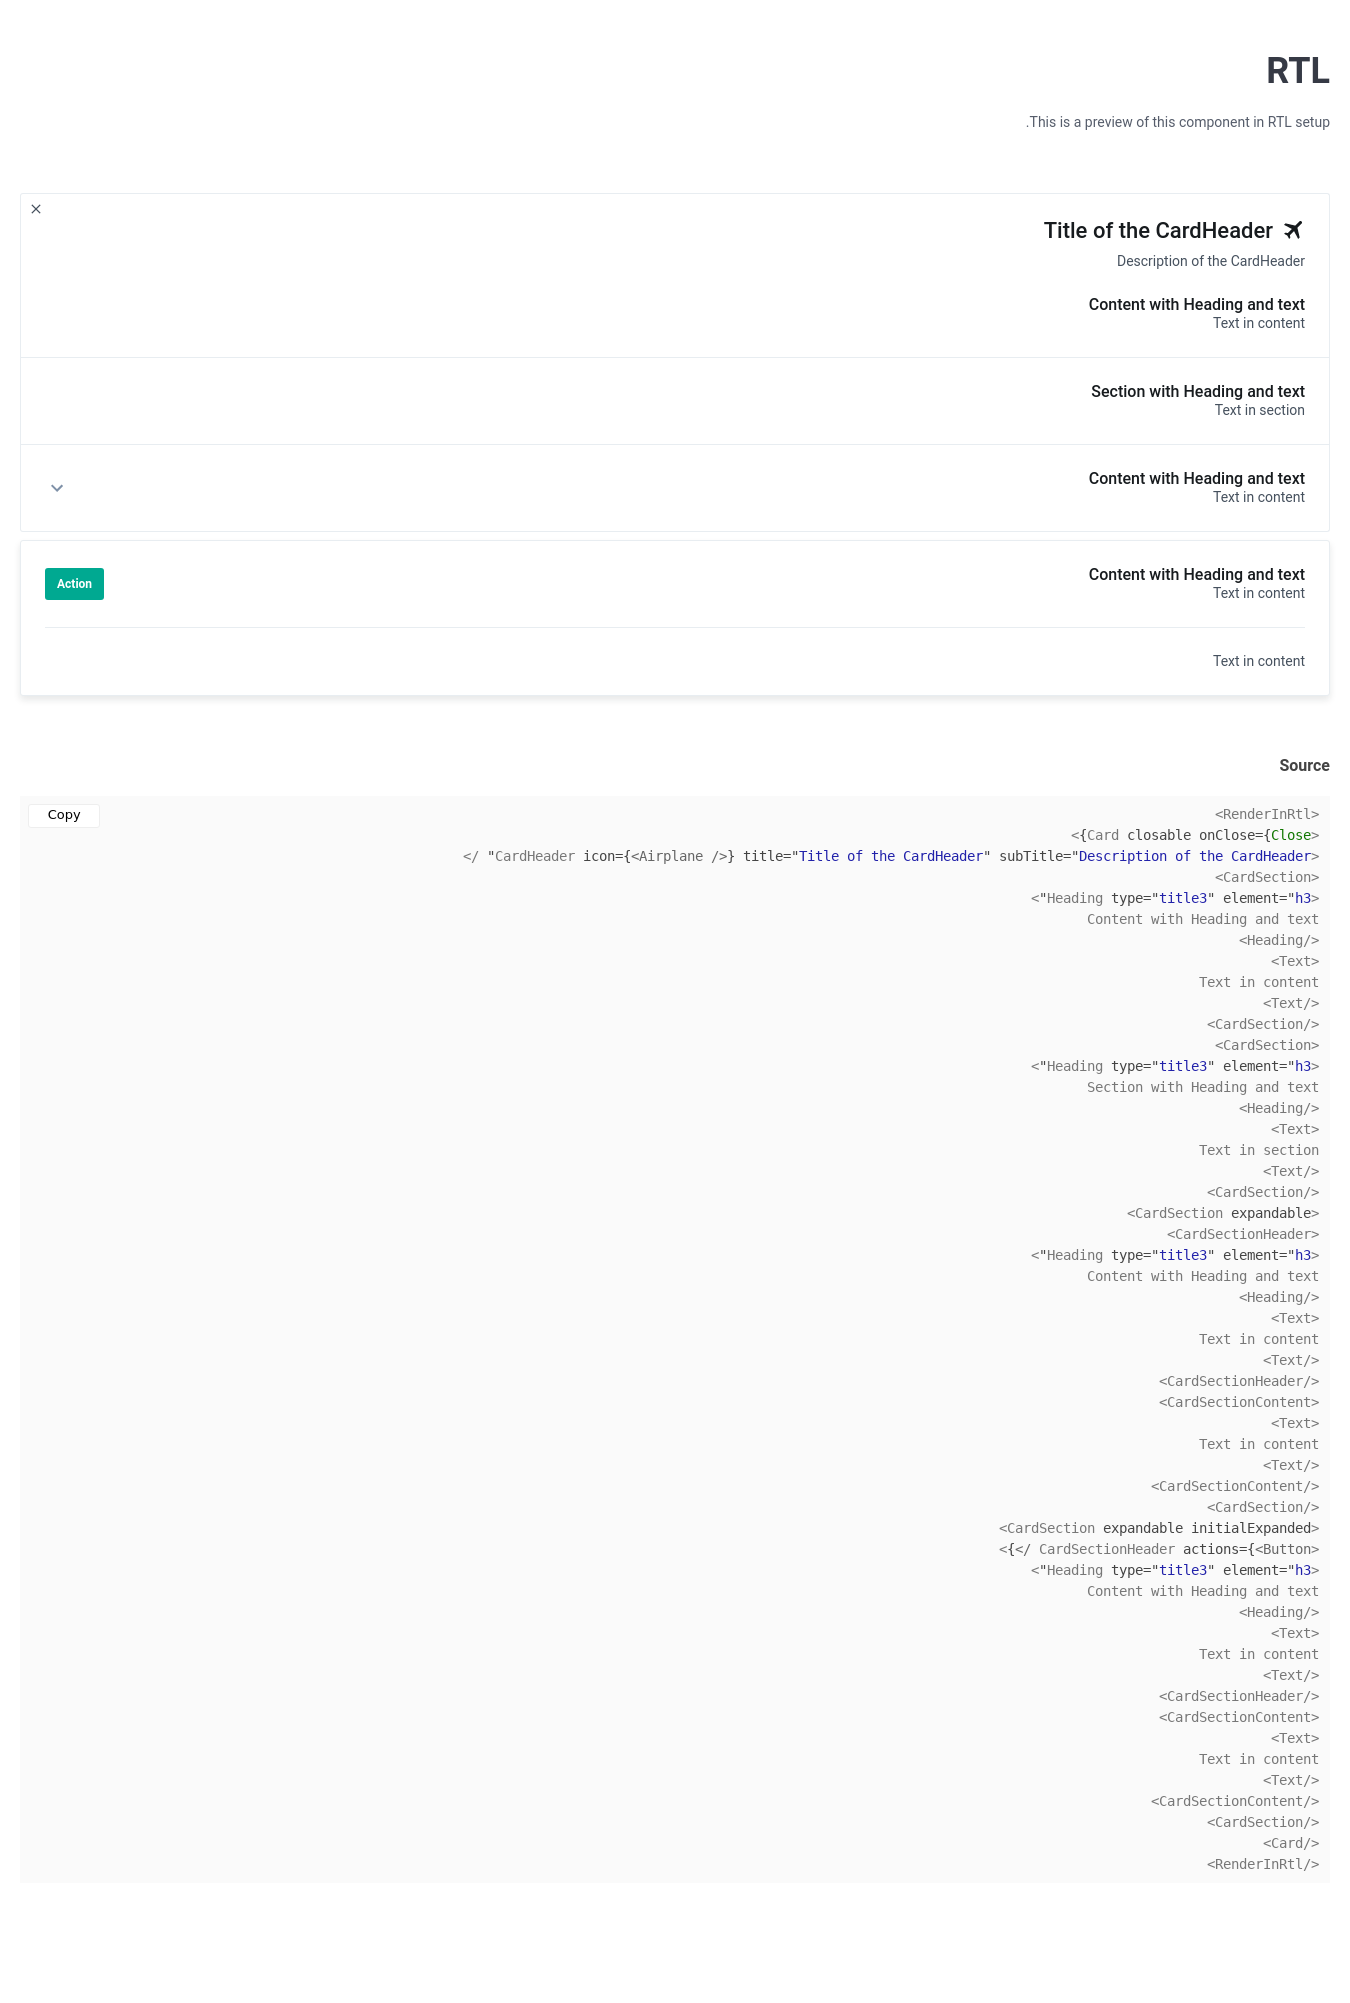 RTL
.This is a preview of this component in RTL setup
Title of the CardHeader
Description of the CardHeader
Content with Heading and text
Text in content
Section with Heading and text
Text in section
Content with Heading and text
Text in content
Content with Heading and text
Text in content
Action
Text in content
Source
Copy
<RenderInRtl>
<{Card closable onClose={Close>
</ "CardHeader icon={<Airplane />} title="Title of the CardHeader" subTitle="Description of the CardHeader>
<CardSection>
<"Heading type="title3" element="h3>
Content with Heading and text
<Heading/>
<Text>
Text in content
<Text/>
<CardSection/>
<CardSection>
<"Heading type="title3" element="h3>
Section with Heading and text
<Heading/>
<Text>
Text in section
<Text/>
<CardSection/>
<CardSection expandable>
<CardSectionHeader>
<"Heading type="title3" element="h3>
Content with Heading and text
<Heading/>
<Text>
Text in content
<Text/>
<CardSectionHeader/>
<CardSectionContent>
<Text>
Text in content
<Text/>
<CardSectionContent/>
<CardSection/>
<CardSection expandable initialExpanded>
<{</ CardSectionHeader actions={<Button>
<"Heading type="title3" element="h3>
Content with Heading and text
<Heading/>
<Text>
Text in content
<Text/>
<CardSectionHeader/>
<CardSectionContent>
<Text>
Text in content
<Text/>
<CardSectionContent/>
<CardSection/>
<Card/>
<RenderInRtl/>